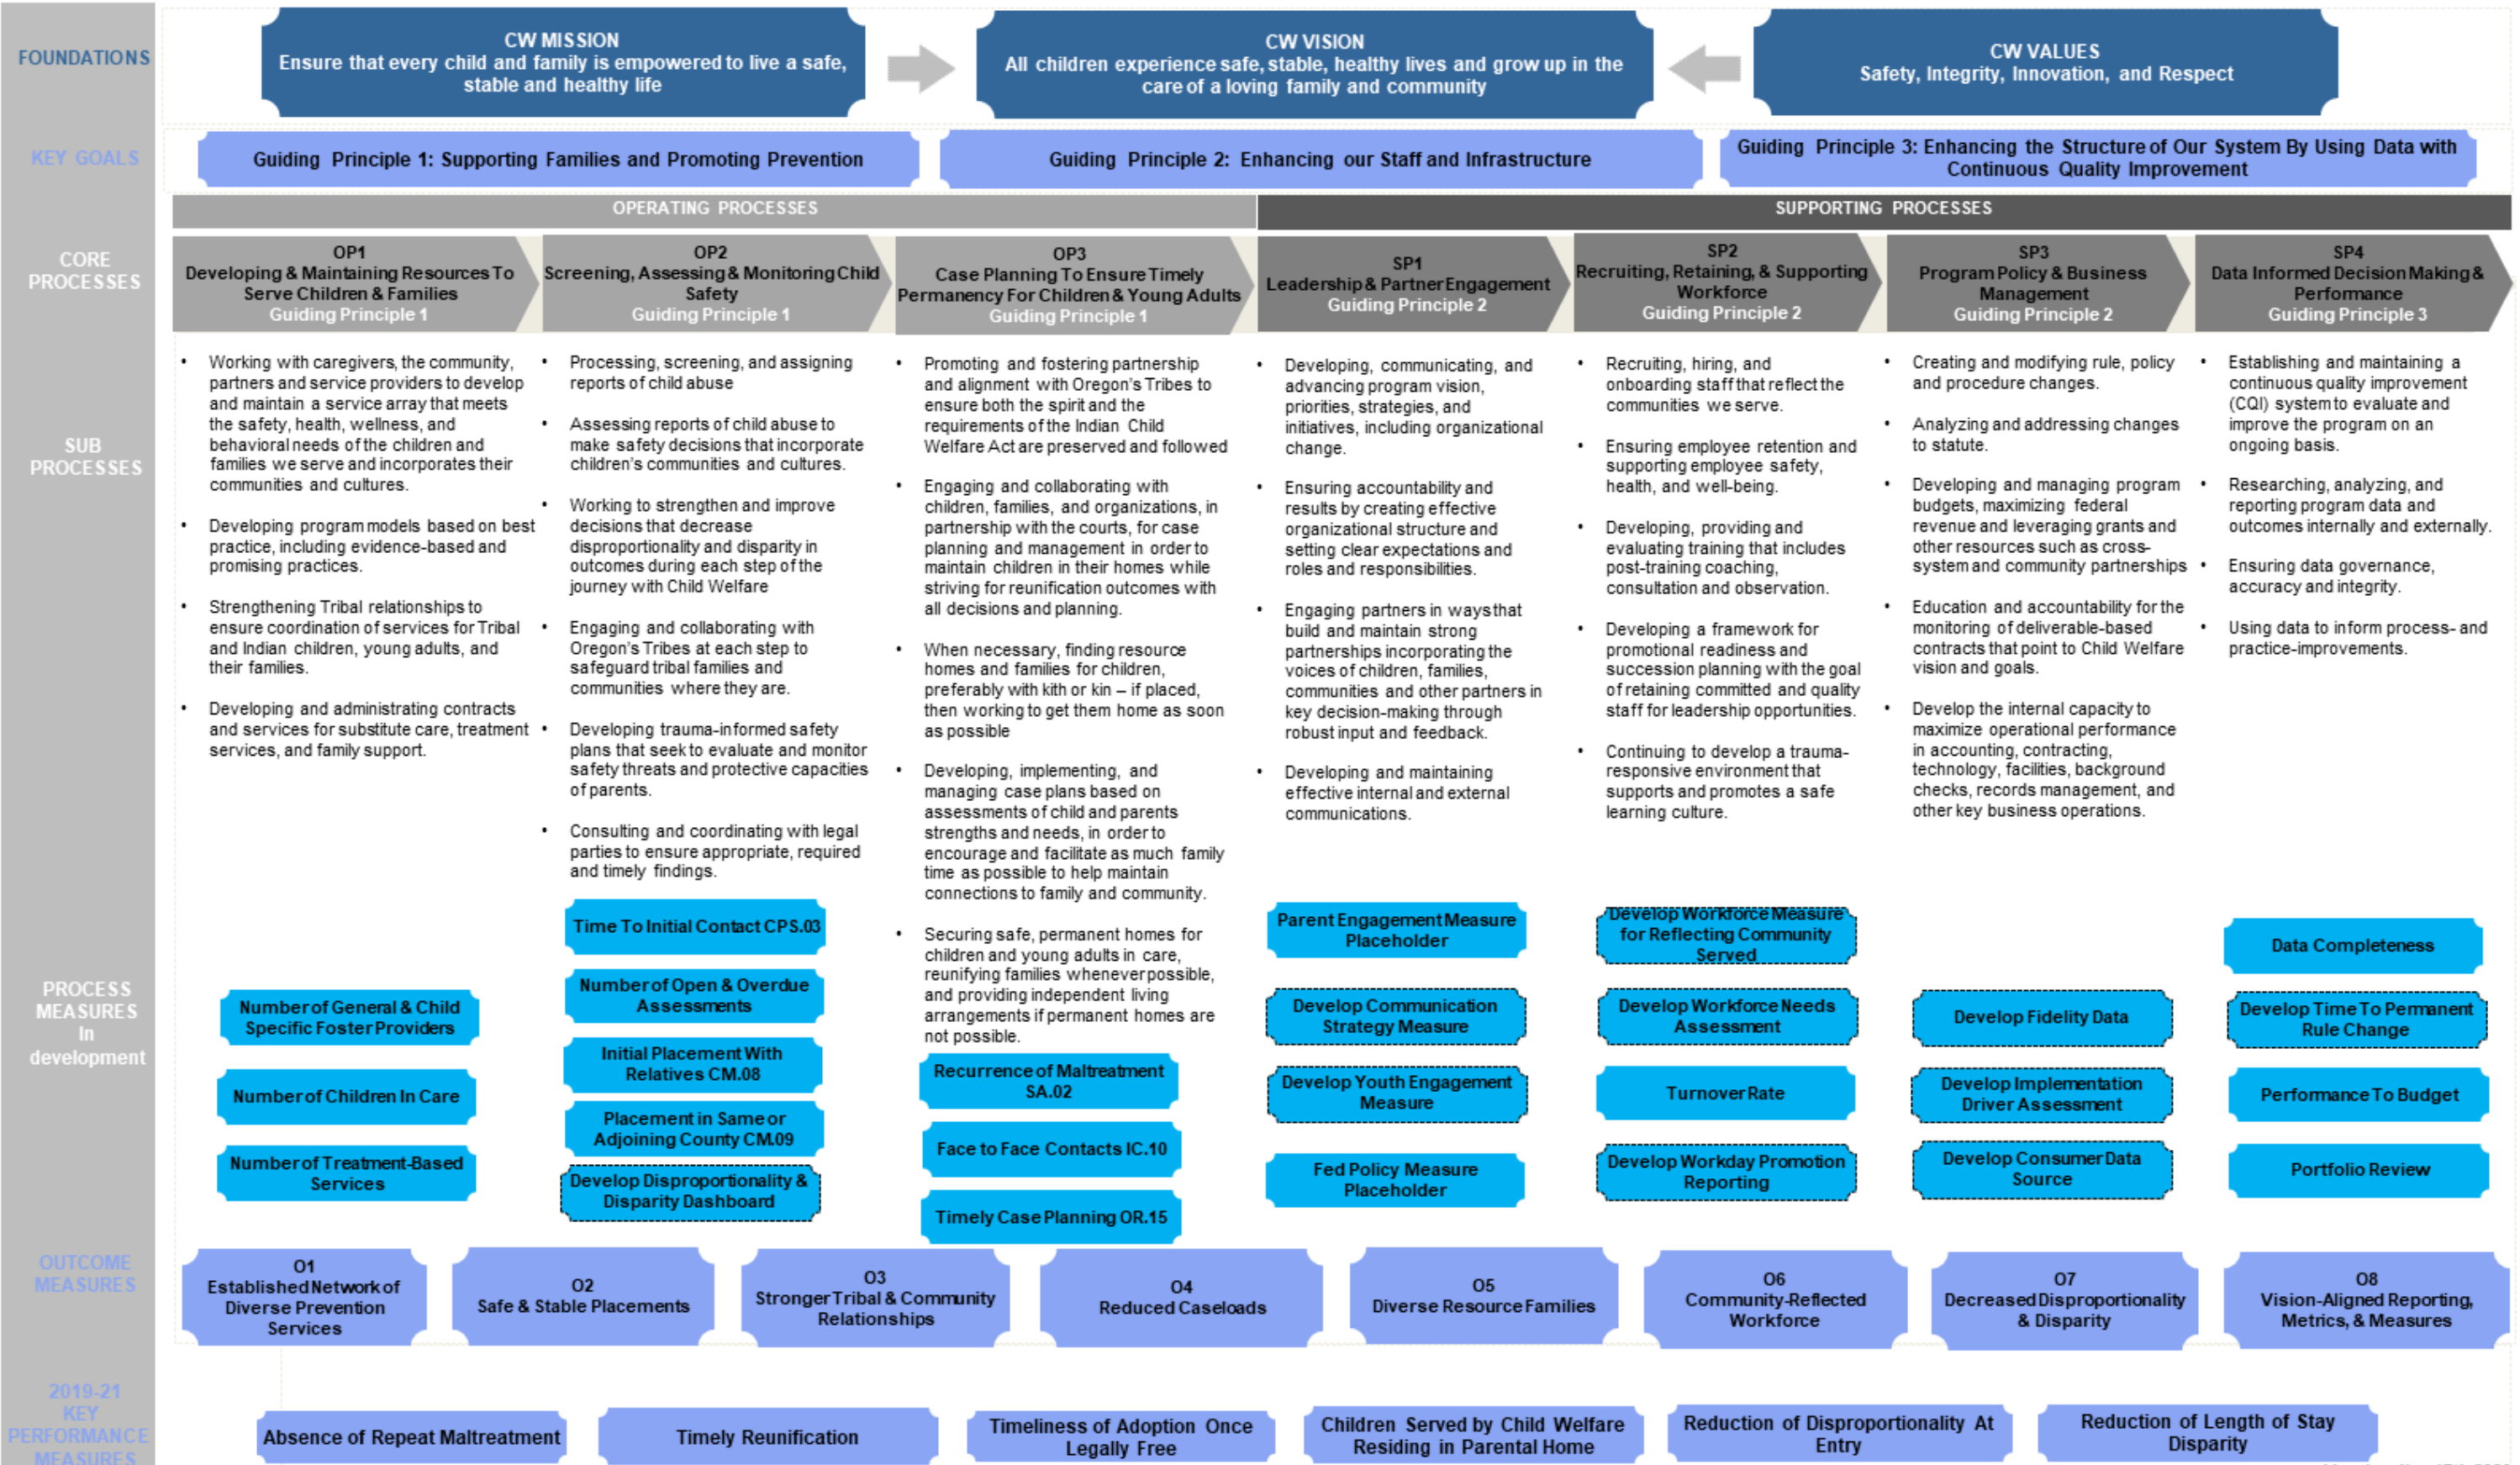 FOUNDATIONS
CW MISSION
Ensure that every child and family is empowered to live a safe,
stable and healthy life
CW VISION
All children experience safe, stable, healthy lives and grow up in the
care of a loving family and community
CW VALUES
Safety, Integrity, Innovation, and Respect
KEY GOALS
Guiding Principle 1: Supporting Families and Promoting Prevention
Guiding Principle 2: Enhancing our Staff and Infrastructure
Guiding Principle 3: Enhancing the Structure of Our System By Using Data with
Continuous Quality Improvement
OPERATING PROCESSES
SUPPORTING PROCESSES
CORE
PROCESSES
OP1
Developing & Maintaining Resources To
Serve Children & Families
Guiding Principle 1
OP2
Screening, Assessing & Monitoring Child
Safety
Guiding Principle 1
OP3
Case Planning To Ensure Timely
Permanency For Children & Young Adults
Guiding Principle 1
SP1
Leadership & Partner Engagement
Guiding Principle 2
SP2
Recruiting, Retaining, & Supporting
Workforce
Guiding Principle 2
SP3
Program Policy & Business
Management
Guiding Principle 2
SP4
Data Informed Decision Making &
Performance
Guiding Principle 3
SUB
PROCESSES
• Working with caregivers, the community,
partners and service providers to develop
and maintain a service array that meets
the safety, health, wellness, and
behavioral needs of the children and
families we serve and incorporates their
communities and cultures.
• Developing program models based on best
practice, including evidence-based and
promising practices.
• Strengthening Tribal relationships to
ensure coordination of services for Tribal
and Indian children, young adults, and
their families.
• Developing and administrating contracts
and services for substitute care, treatment
services, and family support.
• Processing, screening, and assigning
reports of child abuse
• Assessing reports of child abuse to
make safety decisions that incorporate
children's communities and cultures.
• Working to strengthen and improve
decisions that decrease
disproportionality and disparity in
outcomes during each step of the
journey with Child Welfare
• Engaging and collaborating with
Oregon's Tribes at each step to
safeguard tribal families and
communities where they are.
• Developing trauma-informed safety
plans that seek to evaluate and monitor
safety threats and protective capacities
of parents.
• Consulting and coordinating with legal
parties to ensure appropriate, required
and timely findings.
• Promoting and fostering partnership
and alignment with Oregon's Tribes to
ensure both the spirit and the
requirements of the Indian Child
Welfare Act are preserved and followed
• Engaging and collaborating with
children, families, and organizations, in
partnership with the courts, for case
planning and management in order to
maintain children in their homes while
striving for reunification outcomes with
all decisions and planning.
• When necessary, finding resource
homes and families for children,
preferably with kith or kin – if placed,
then working to get them home as soon
as possible
• Developing, implementing, and
managing case plans based on
assessments of child and parents
strengths and needs, in order to
encourage and facilitate as much family
time as possible to help maintain
connections to family and community.
• Securing safe, permanent homes for
children and young adults in care,
reunifying families whenever possible,
and providing independent living
arrangements if permanent homes are
not possible.
• Developing, communicating, and
advancing program vision,
priorities, strategies, and
initiatives, including organizational
change.
• Ensuring accountability and
results by creating effective
organizational structure and
setting clear expectations and
roles and responsibilities.
• Engaging partners in ways that
build and maintain strong
partnerships incorporating the
voices of children, families,
communities and other partners in
key decision-making through
robust input and feedback.
• Developing and maintaining
effective internal and external
communications.
• Recruiting, hiring, and
onboarding staff that reflect the
communities we serve.
• Ensuring employee retention and
supporting employee safety,
health, and well-being.
• Developing, providing and
evaluating training that includes
post-training coaching,
consultation and observation.
• Developing a framework for
promotional readiness and
succession planning with the goal
of retaining committed and quality
staff for leadership opportunities.
• Continuing to develop a trauma-
responsive environment that
supports and promotes a safe
learning culture.
• Creating and modifying rule, policy
and procedure changes.
• Analyzing and addressing changes
to statute.
• Developing and managing program
budgets, maximizing federal
revenue and leveraging grants and
other resources such as cross-
system and community partnerships
• Education and accountability for the
monitoring of deliverable-based
contracts that point to Child Welfare
vision and goals.
• Develop the internal capacity to
maximize operational performance
in accounting, contracting,
technology, facilities, background
checks, records management, and
other key business operations.
• Establishing and maintaining a
continuous quality improvement
(CQI) system to evaluate and
improve the program on an
ongoing basis.
• Researching, analyzing, and
reporting program data and
outcomes internally and externally.
• Ensuring data governance,
accuracy and integrity.
• Using data to inform process- and
practice-improvements.
PROCESS
MEASURES
In
development
Number of General & Child
Specific Foster Providers
Number of Children In Care
Number of Treatment-Based
Services
Time To Initial Contact CPS.03
Number of Open & Overdue
Assessments
Initial Placement With
Relatives CM.08
Placement in Same or
Adjoining County CM.09
Develop Disproportionality &
Disparity Dashboard
Recurrence of Maltreatment
SA.02
Face to Face Contacts IC.10
Timely Case Planning OR.15
Parent Engagement Measure
Placeholder
Develop Communication
Strategy Measure
Develop Youth Engagement
Measure
Fed Policy Measure
Placeholder
Develop Workforce Measure
for Reflecting Community
Served
Develop Workforce Needs
Assessment
Turnover Rate
Develop Workday Promotion
Reporting
Develop Fidelity Data
Develop Implementation
Driver Assessment
Develop Consumer Data
Source
Data Completeness
Develop Time To Permanent
Rule Change
Performance To Budget
Portfolio Review
OUTCOME
MEASURES
O1
Established Network of
Diverse Prevention
Services
O2
Safe & Stable Placements
O3
Stronger Tribal & Community
Relationships
O4
Reduced Caseloads
O5
Diverse Resource Families
O6
Community-Reflected
Workforce
O7
Decreased Disproportionality
& Disparity
O8
Vision-Aligned Reporting,
Metrics, & Measures
2019-21
KEY
PERFORMANCE
MEASURES
Absence of Repeat Maltreatment
Timely Reunification
Timeliness of Adoption Once
Legally Free
Children Served by Child Welfare
Residing in Parental Home
Reduction of Disproportionality At
Entry
Reduction of Length of Stay
Disparity